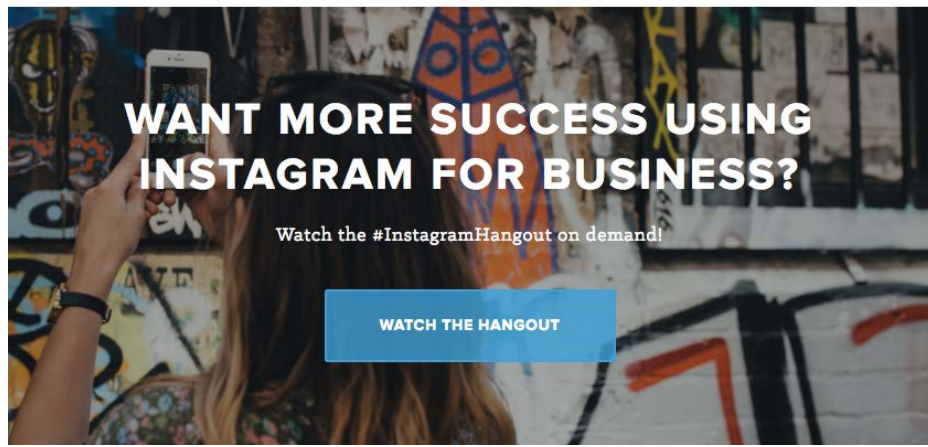 WANT MORE SUCCESS USING
INSTAGRAM FOR BUSINESS?
Watch the #InstagramHangout on demand!
WATCH THE HANGOUT